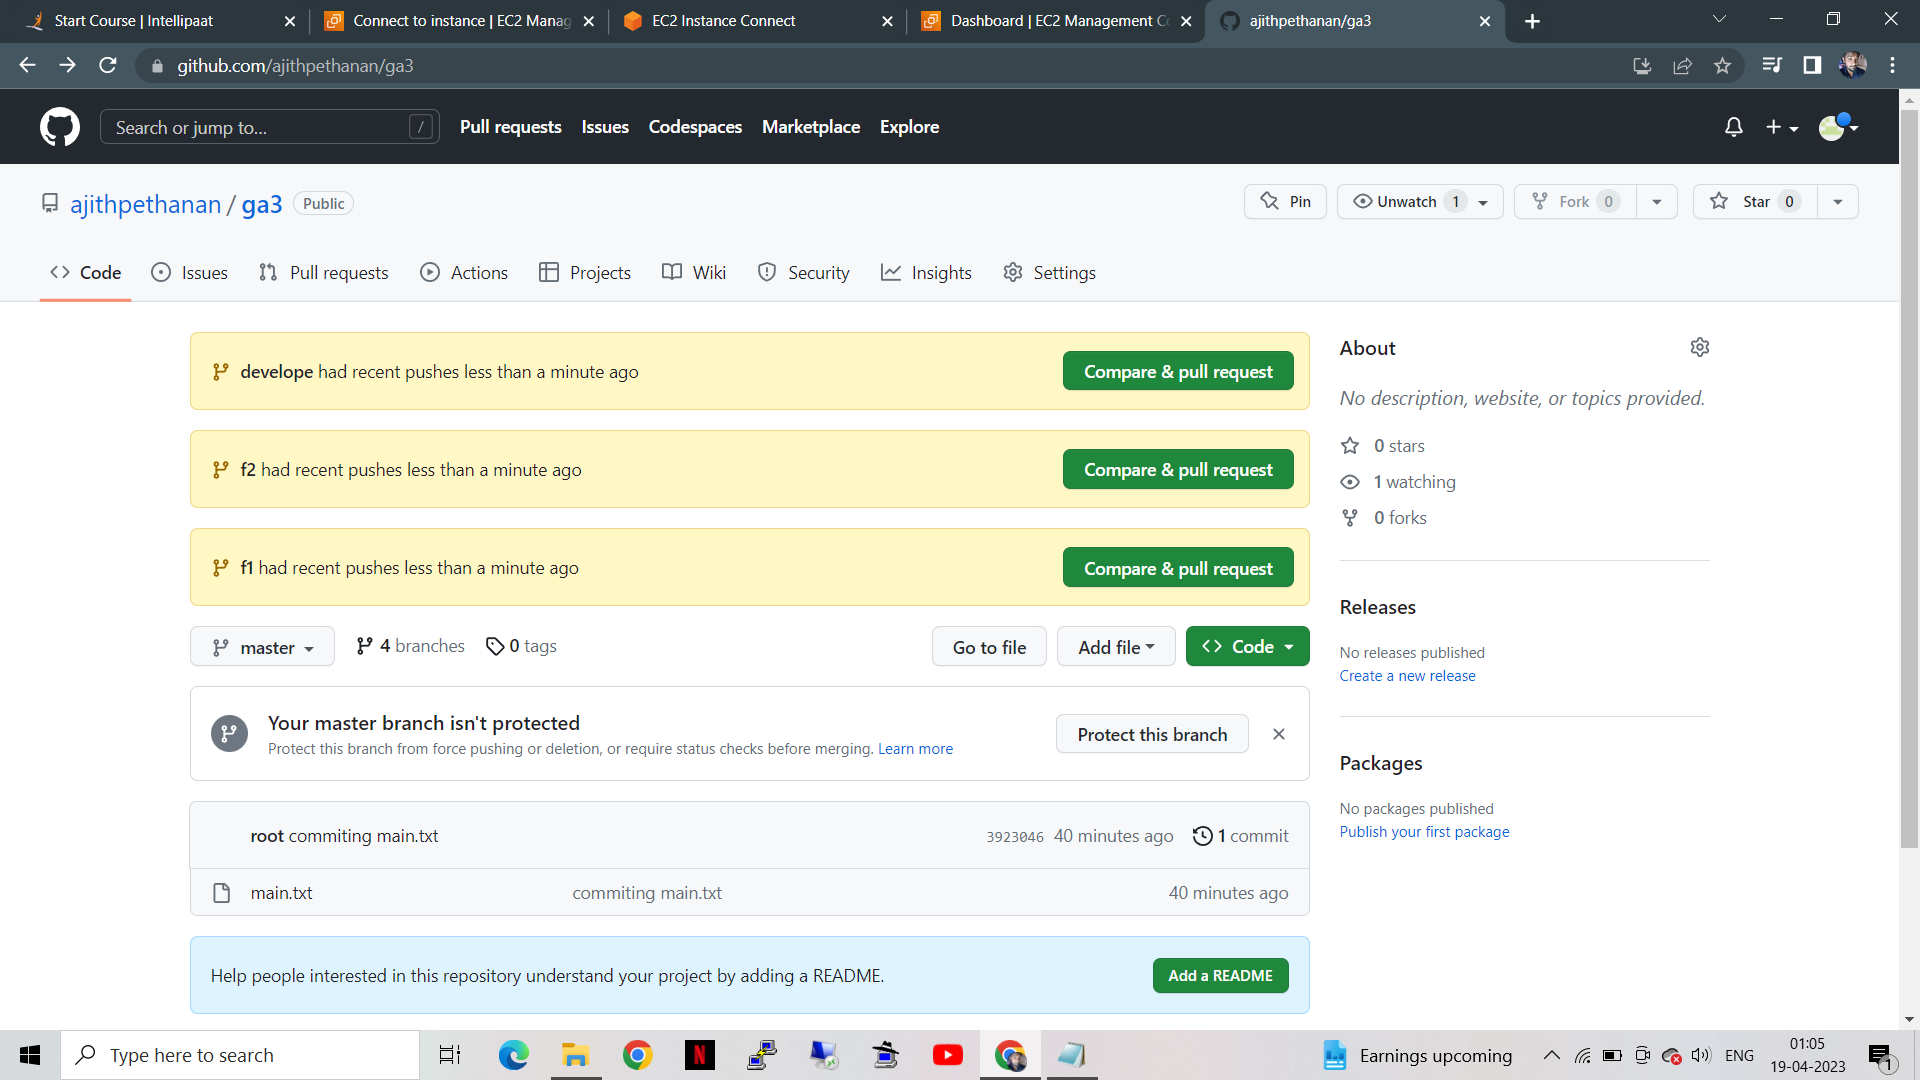 Start Course | Intellipaat
Connect to instance | EC2 Manag
EC2 Instance Connect
Dashboard | EC2 Management Co
ajithpethanan/ga3
github.com/ajithpethanan/ga3
Search or jump to...
/
Pull requests
Issues
Codespaces
Marketplace
Explore
ajithpethanan / ga3
Public
Pin
Unwatch 1
Fork 0
Star 0
Code
Issues
Pull requests
Actions
Projects
Wiki
Security
Insights
Settings
develope had recent pushes less than a minute ago
Compare & pull request
f2 had recent pushes less than a minute ago
Compare & pull request
f1 had recent pushes less than a minute ago
Compare & pull request
master
4 branches
0 tags
Go to file
Add file
Code
Your master branch isn't protected
Protect this branch from force pushing or deletion, or require status checks before merging. Learn more
Protect this branch
root commiting main.txt
3923046 40 minutes ago
1 commit
main.txt
commiting main.txt
40 minutes ago
Help people interested in this repository understand your project by adding a README.
Add a README
About
No description, website, or topics provided.
0 stars
1 watching
0 forks
Releases
No releases published
Create a new release
Packages
No packages published
Publish your first package
Type here to search
N
Earnings upcoming
ENG
01:05
19-04-2023
1